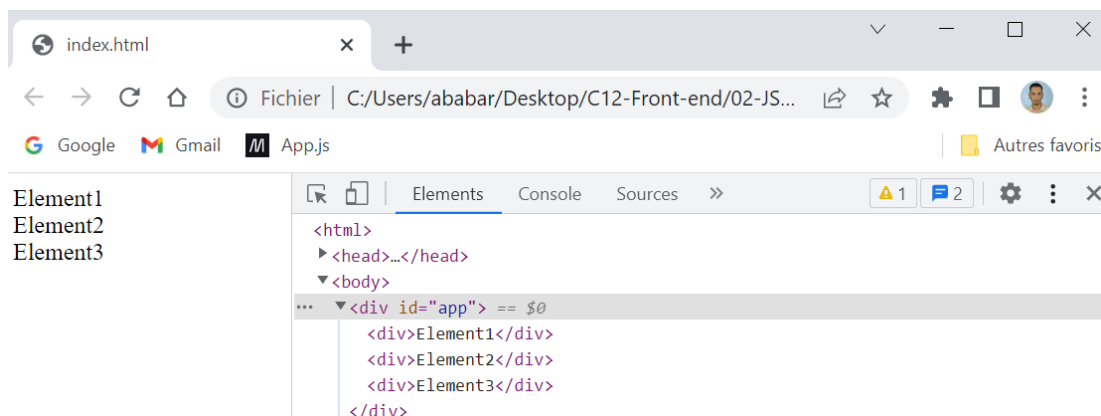 index.html
Fichier | C:/Users/ababar/Desktop/C12-Front-end/02-JS...
Google Gmail App.js Autres favoris
Element1
Element2
Element3
Elements Console Sources » 1 2
<html>
<head>…</head>
<body>
··· <div id="app"> == $0
<div>Element1</div>
<div>Element2</div>
<div>Element3</div>
</div>